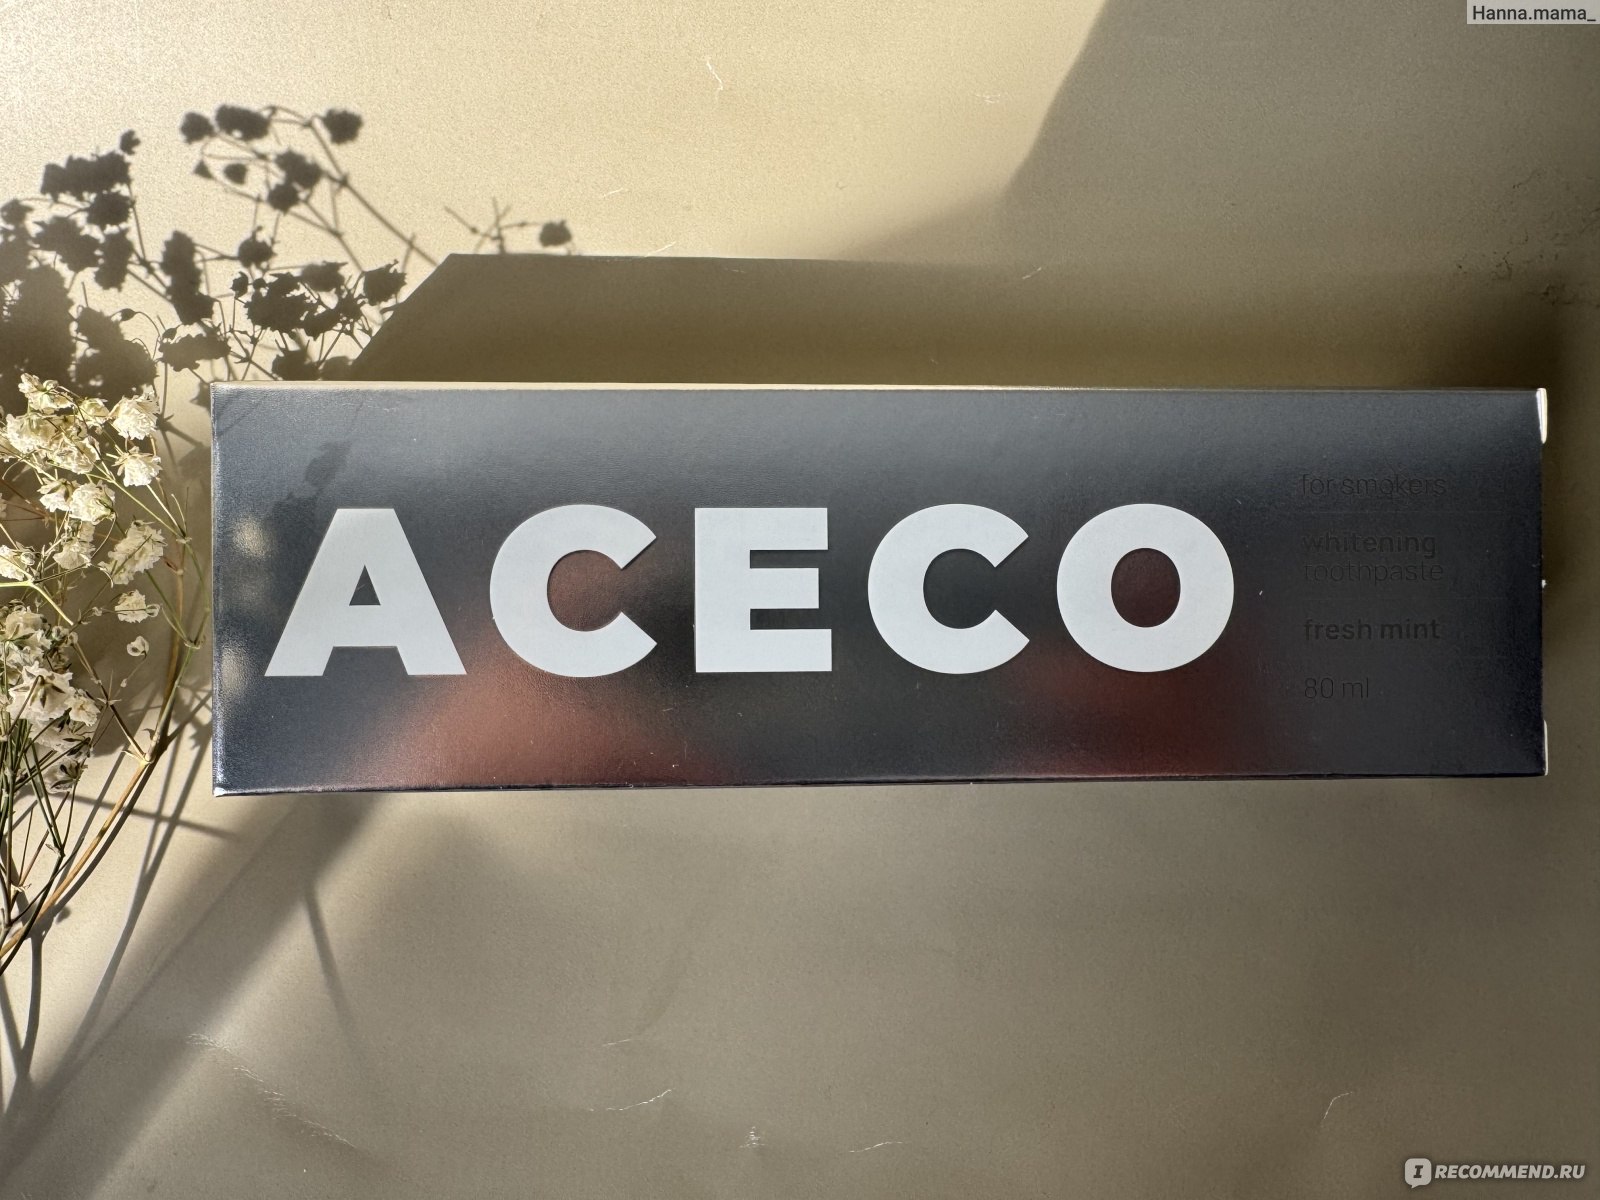 Hanna.mama_
ACECO
for smokers
whitening
toothpaste
fresh mint
80 ml
I RECOMMEND.RU